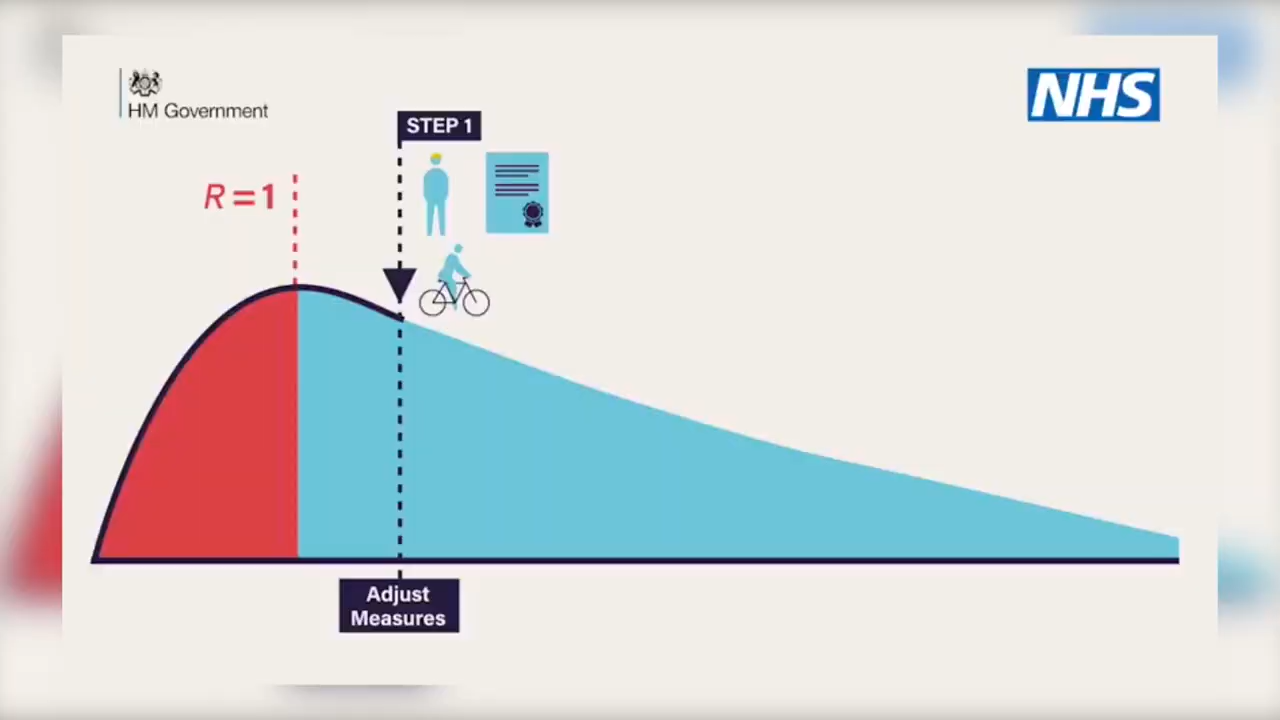 HM Government
NHS
STEP 1
R=1
Adjust
Measures